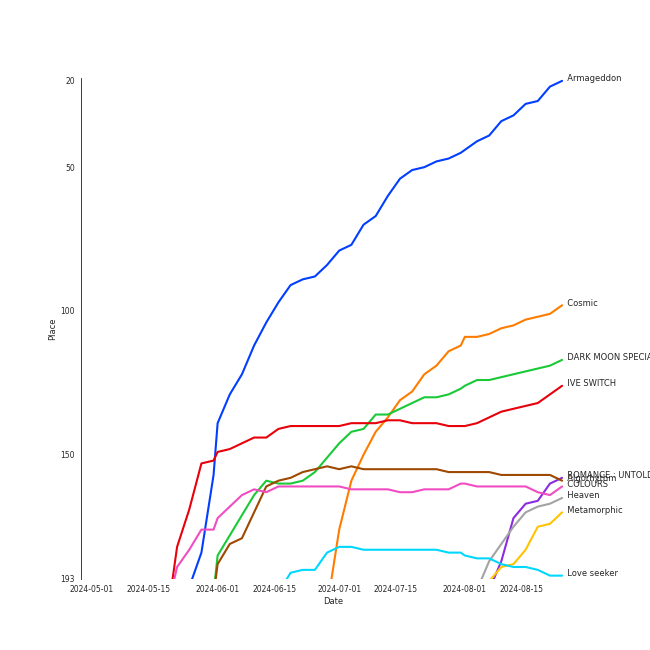 20
50
100
150
193
Place
Armageddon
Cosmic
DARK MOON SPECIA
IVE SWITCH
ROMANCE : UNTOLD
COLOURS
Heaven
Metamorphic
Love seeker
2024-05-01 2024-05-15 2024-06-01 2024-06-15 2024-07-01 2024-07-15 2024-08-01 2024-08-15
Date